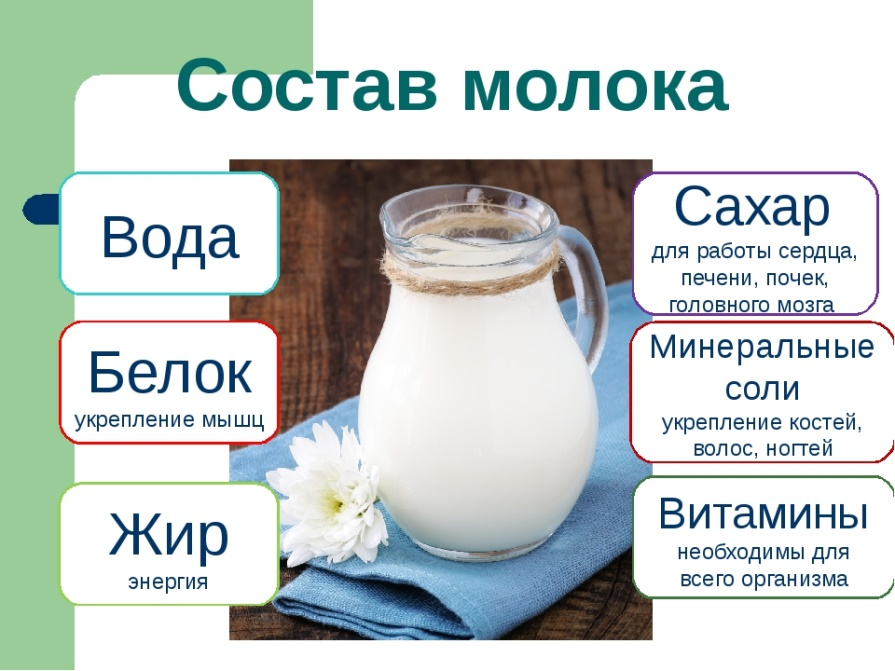 Состав молока
Вода
Белок
укрепление мышц
Жир
энергия
Сахар
для работы сердца,
печени, почек,
головного мозга
Минеральные
соли
укрепление костей,
волос, ногтей
Витамины
необходимы для
всего организма